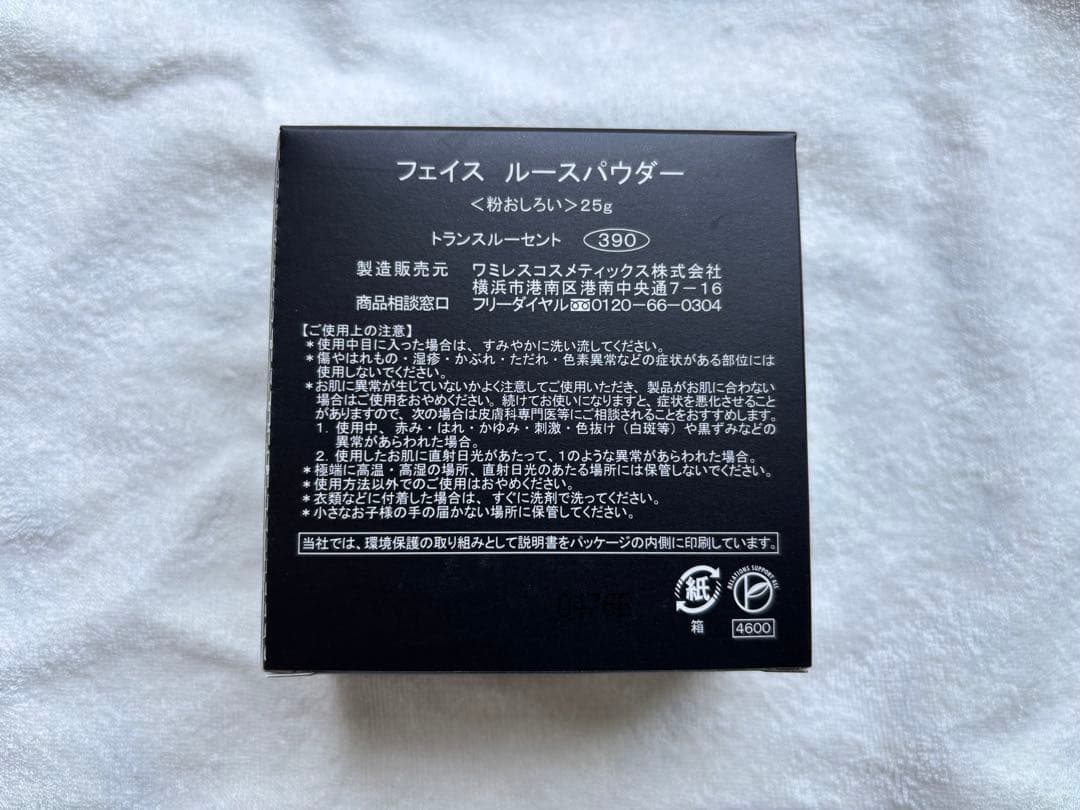 フェイス ルースパウダー
<粉おしろい>25g
トランスルーセント 390
製造販売元 ワミレスコスメティックス株式会社
横浜市港南区港南中央通7-16
商品相談窓口 フリーダイヤル0120-66-0304
【ご使用上の注意】
*使用中目に入った場合は、すみやかに洗い流してください。
*傷やはれもの・湿疹・かぶれ・ただれ・色素異常などの症状がある部位には
使用しないでください。
*お肌に異常が生じていないかよく注意してご使用いただき、製品がお肌に合わない
場合はご使用をおやめください。続けてお使いになりますと、症状を悪化させること
がありますので、次の場合は皮膚科専門医等にご相談されることをおすすめします。
1. 使用中、赤み・はれ・かゆみ・刺激・色抜け(白斑等)や黒ずみなどの
異常があらわれた場合。
2. 使用したお肌に直射日光があたって、1のような異常があらわれた場合。
*極端に高温・高湿の場所、直射日光のあたる場所には保管しないでください。
*使用方法以外でのご使用はおやめください。
*衣類などに付着した場合は、すぐに洗剤で洗ってください。
*小さなお子様の手の届かない場所に保管してください。
当社では、環境保護の取り組みとして説明書をパッケージの内側に印刷しています。
紙
箱
RELATIONS SUPPORT
4600